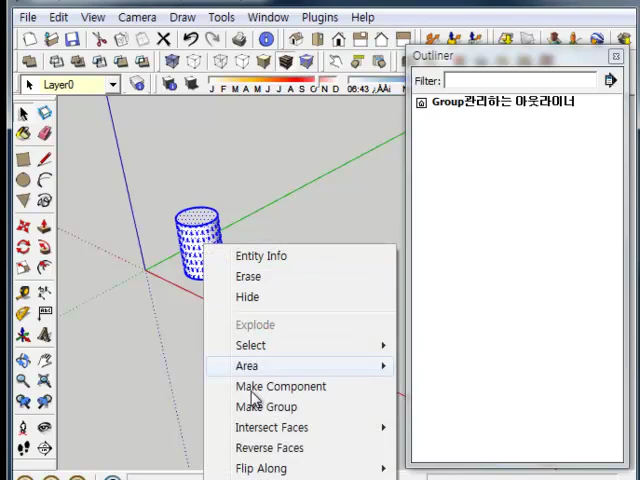 File Edit View Camera Draw Tools Window Plugins Help
Layer0
J F M A M J J A S O N D
06:43
Outliner
Filter:
Group관리하는 아웃라이너
Entity Info
Erase
Hide
Explode
Select
Area
Make Component
Make Group
Intersect Faces
Reverse Faces
Flip Along